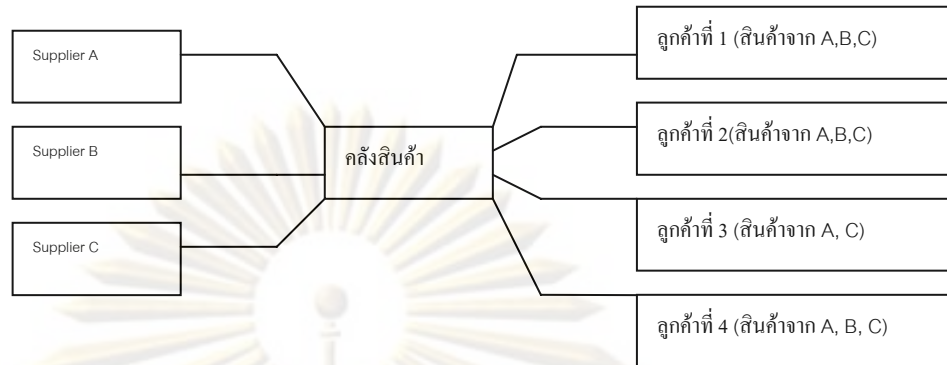 Supplier A
Supplier B
Supplier C
คลังสินค้า
ลูกค้าที่ 1 (สินค้าจาก A,B,C)
ลูกค้าที่ 2(สินค้าจาก A,B,C)
ลูกค้าที่ 3 (สินค้าจาก A, C)
ลูกค้าที่ 4 (สินค้าจาก A, B, C)